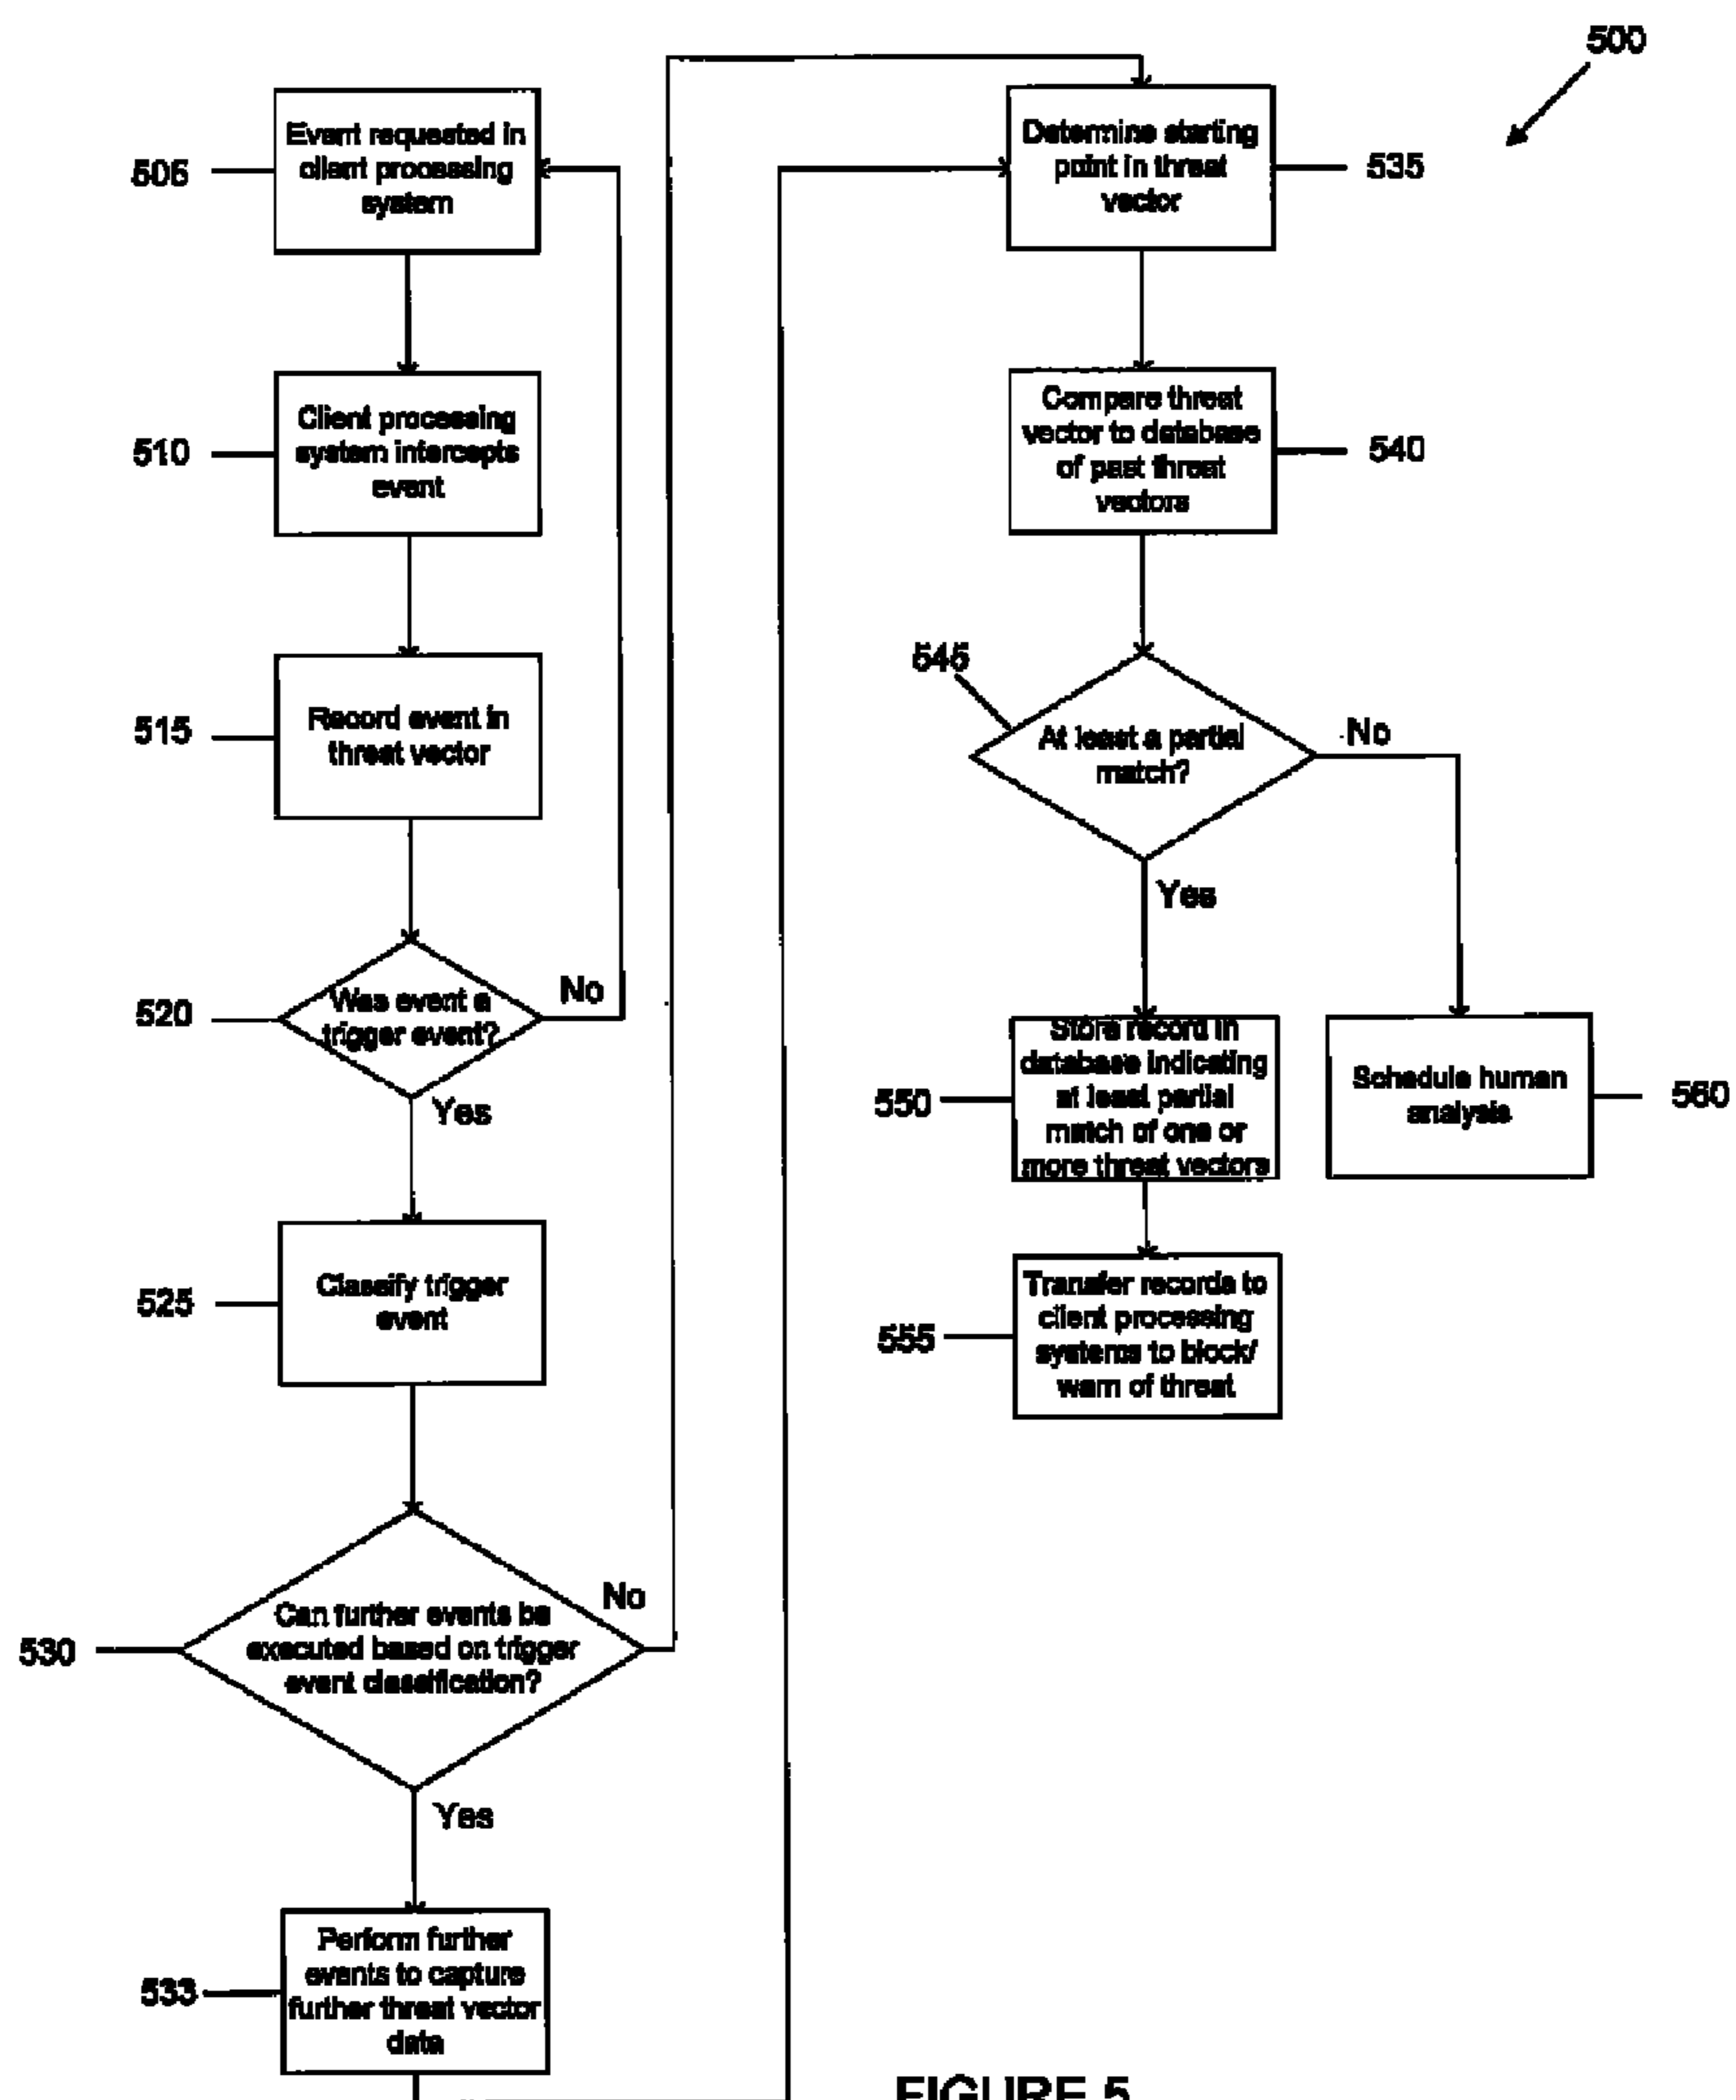 500
505
Event requested in
client processing
system
510
Client processing
system intercepts
event
515
Record event in
threat vector
520
Was event a
trigger event?
No
Yes
525
Classify trigger
event
530
Can further events be
executed based on trigger
event classification?
No
Yes
533
Perform further
events to capture
further threat vector
data
Determine starting
point in threat
vector
535
Compare threat
vector to database
of past threat
vectors
540
545
At least a partial
match?
No
Yes
550
Store record in
database indicating
at least partial
match of one or
more threat vectors
Schedule human
analysis
560
555
Transfer records to
client processing
systems to block/
warn of threat
FIGURE 5